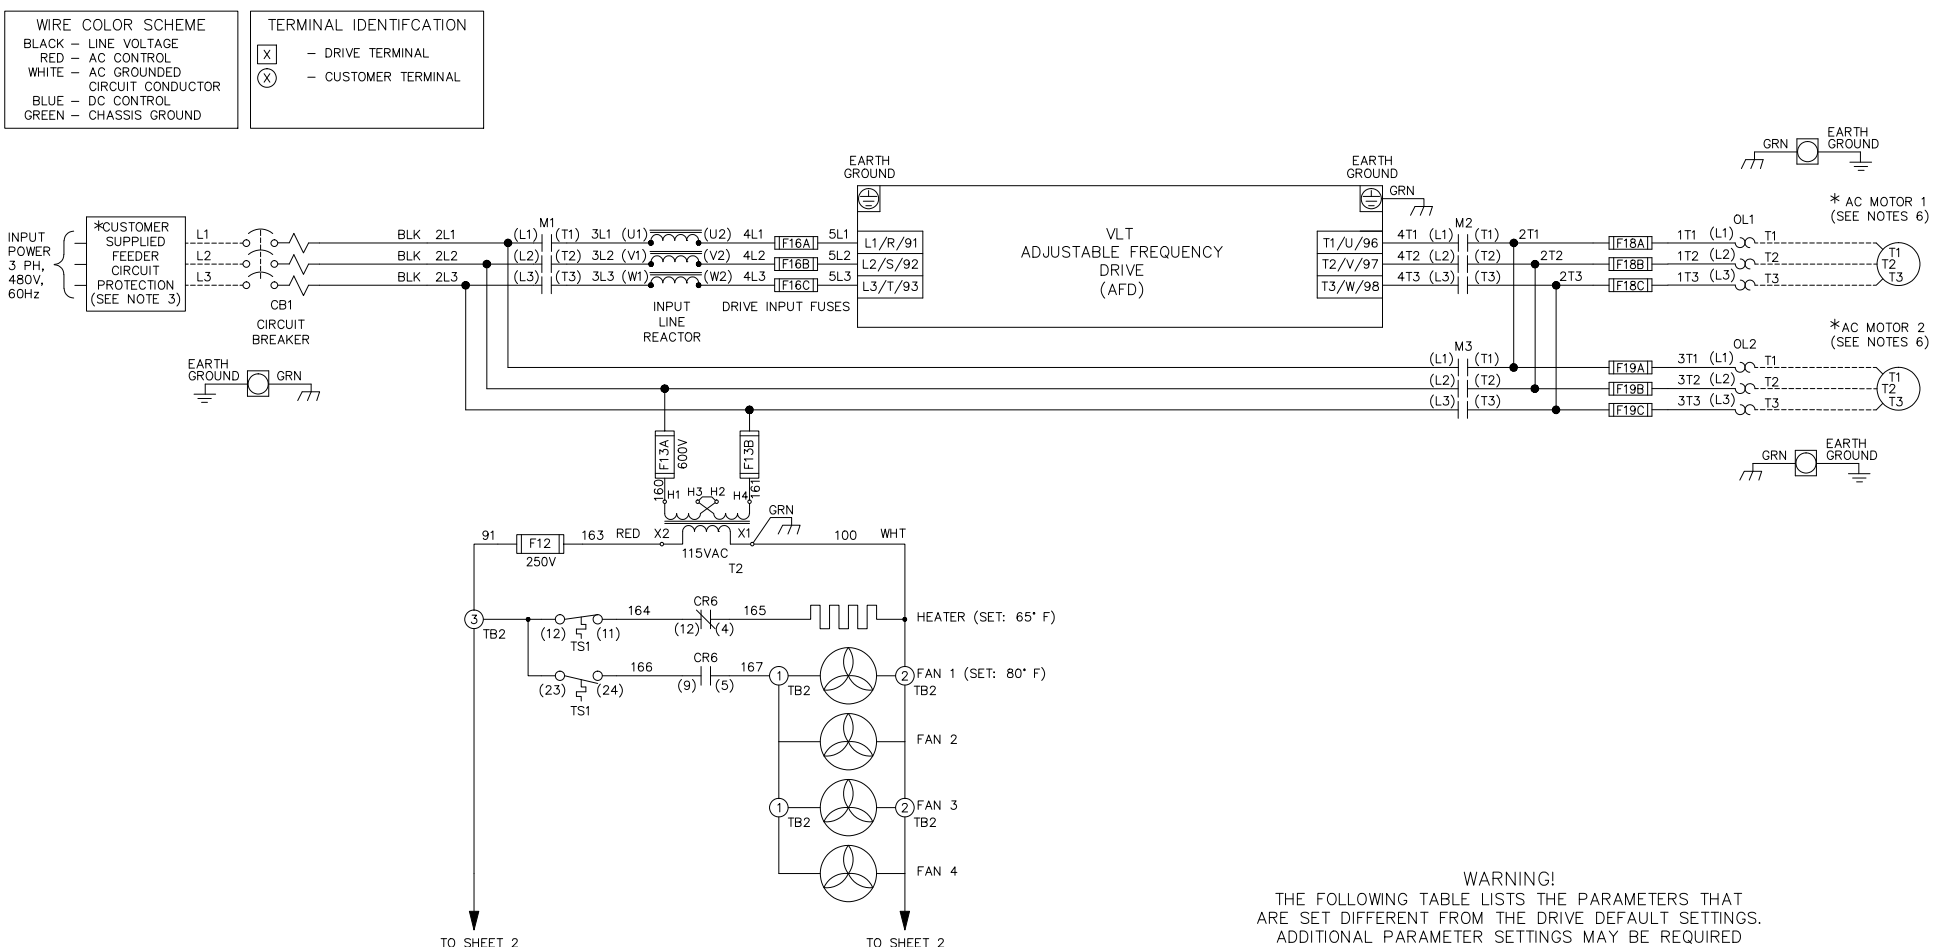 WIRE COLOR SCHEME
BLACK – LINE VOLTAGE
RED – AC CONTROL
WHITE – AC GROUNDED
CIRCUIT CONDUCTOR
BLUE – DC CONTROL
GREEN – CHASSIS GROUND
TERMINAL IDENTIFCATION
X – DRIVE TERMINAL
X – CUSTOMER TERMINAL
INPUT
POWER
3 PH,
480V,
60Hz
*CUSTOMER
SUPPLIED
FEEDER
CIRCUIT
PROTECTION
(SEE NOTE 3)
L1
L2
L3
CB1
CIRCUIT
BREAKER
EARTH
GROUND
GRN
M1
BLK 2L1 (L1) (T1) 3L1 (U1) (U2) 4L1 F16A 5L1
BLK 2L2 (L2) (T2) 3L2 (V1) (V2) 4L2 F16B 5L2
BLK 2L3 (L3) (T3) 3L3 (W1) (W2) 4L3 F16C 5L3
INPUT
LINE
REACTOR
DRIVE INPUT FUSES
EARTH
GROUND
L1/R/91
L2/S/92
L3/T/93
VLT
ADJUSTABLE FREQUENCY
DRIVE
(AFD)
EARTH
GROUND
GRN
T1/U/96
T2/V/97
T3/W/98
M2
4T1 (L1) (T1) 2T1 F18A 1T1 (L1) T1
4T2 (L2) (T2) 2T2 F18B 1T2 (L2) T2
4T3 (L3) (T3) 2T3 F18C 1T3 (L3) T3
OL1
GRN
EARTH
GROUND
* AC MOTOR 1
(SEE NOTES 6)
T1
T2
T3
M3
(L1) (T1) F19A 3T1 (L1) T1
(L2) (T2) F19B 3T2 (L2) T2
(L3) (T3) F19C 3T3 (L3) T3
OL2
*AC MOTOR 2
(SEE NOTES 6)
T1
T2
T3
GRN
EARTH
GROUND
F13A
600V
F13B
160
161
H1 H3 H2 H4
GRN
91 F12 163 RED X2 X1 100 WHT
250V
115VAC
T2
3
TB2
(12) (11)
TS1
164
CR6
(12) (4)
165
HEATER (SET: 65° F)
(23) (24)
TS1
166
CR6
(9) (5)
167
1
TB2
2
TB2
FAN 1 (SET: 80° F)
FAN 2
1
TB2
2
TB2
FAN 3
FAN 4
TO SHEET 2
TO SHEET 2
WARNING!
THE FOLLOWING TABLE LISTS THE PARAMETERS THAT
ARE SET DIFFERENT FROM THE DRIVE DEFAULT SETTINGS.
ADDITIONAL PARAMETER SETTINGS MAY BE REQUIRED